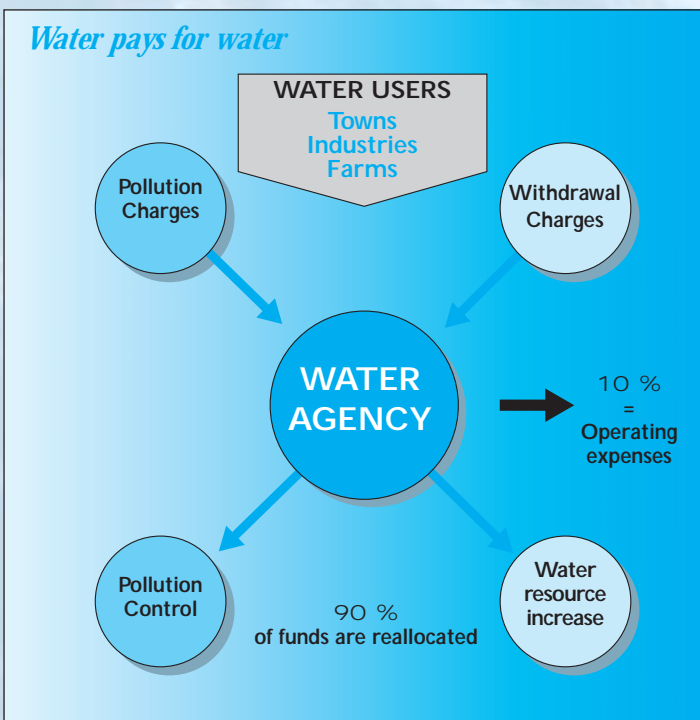 Water pays for water
WATER USERS
Towns
Industries
Farms
Pollution
Charges
Withdrawal
Charges
WATER
AGENCY
10 %
=
Operating
expenses
Pollution
Control
90 %
of funds are reallocated
Water
resource
increase